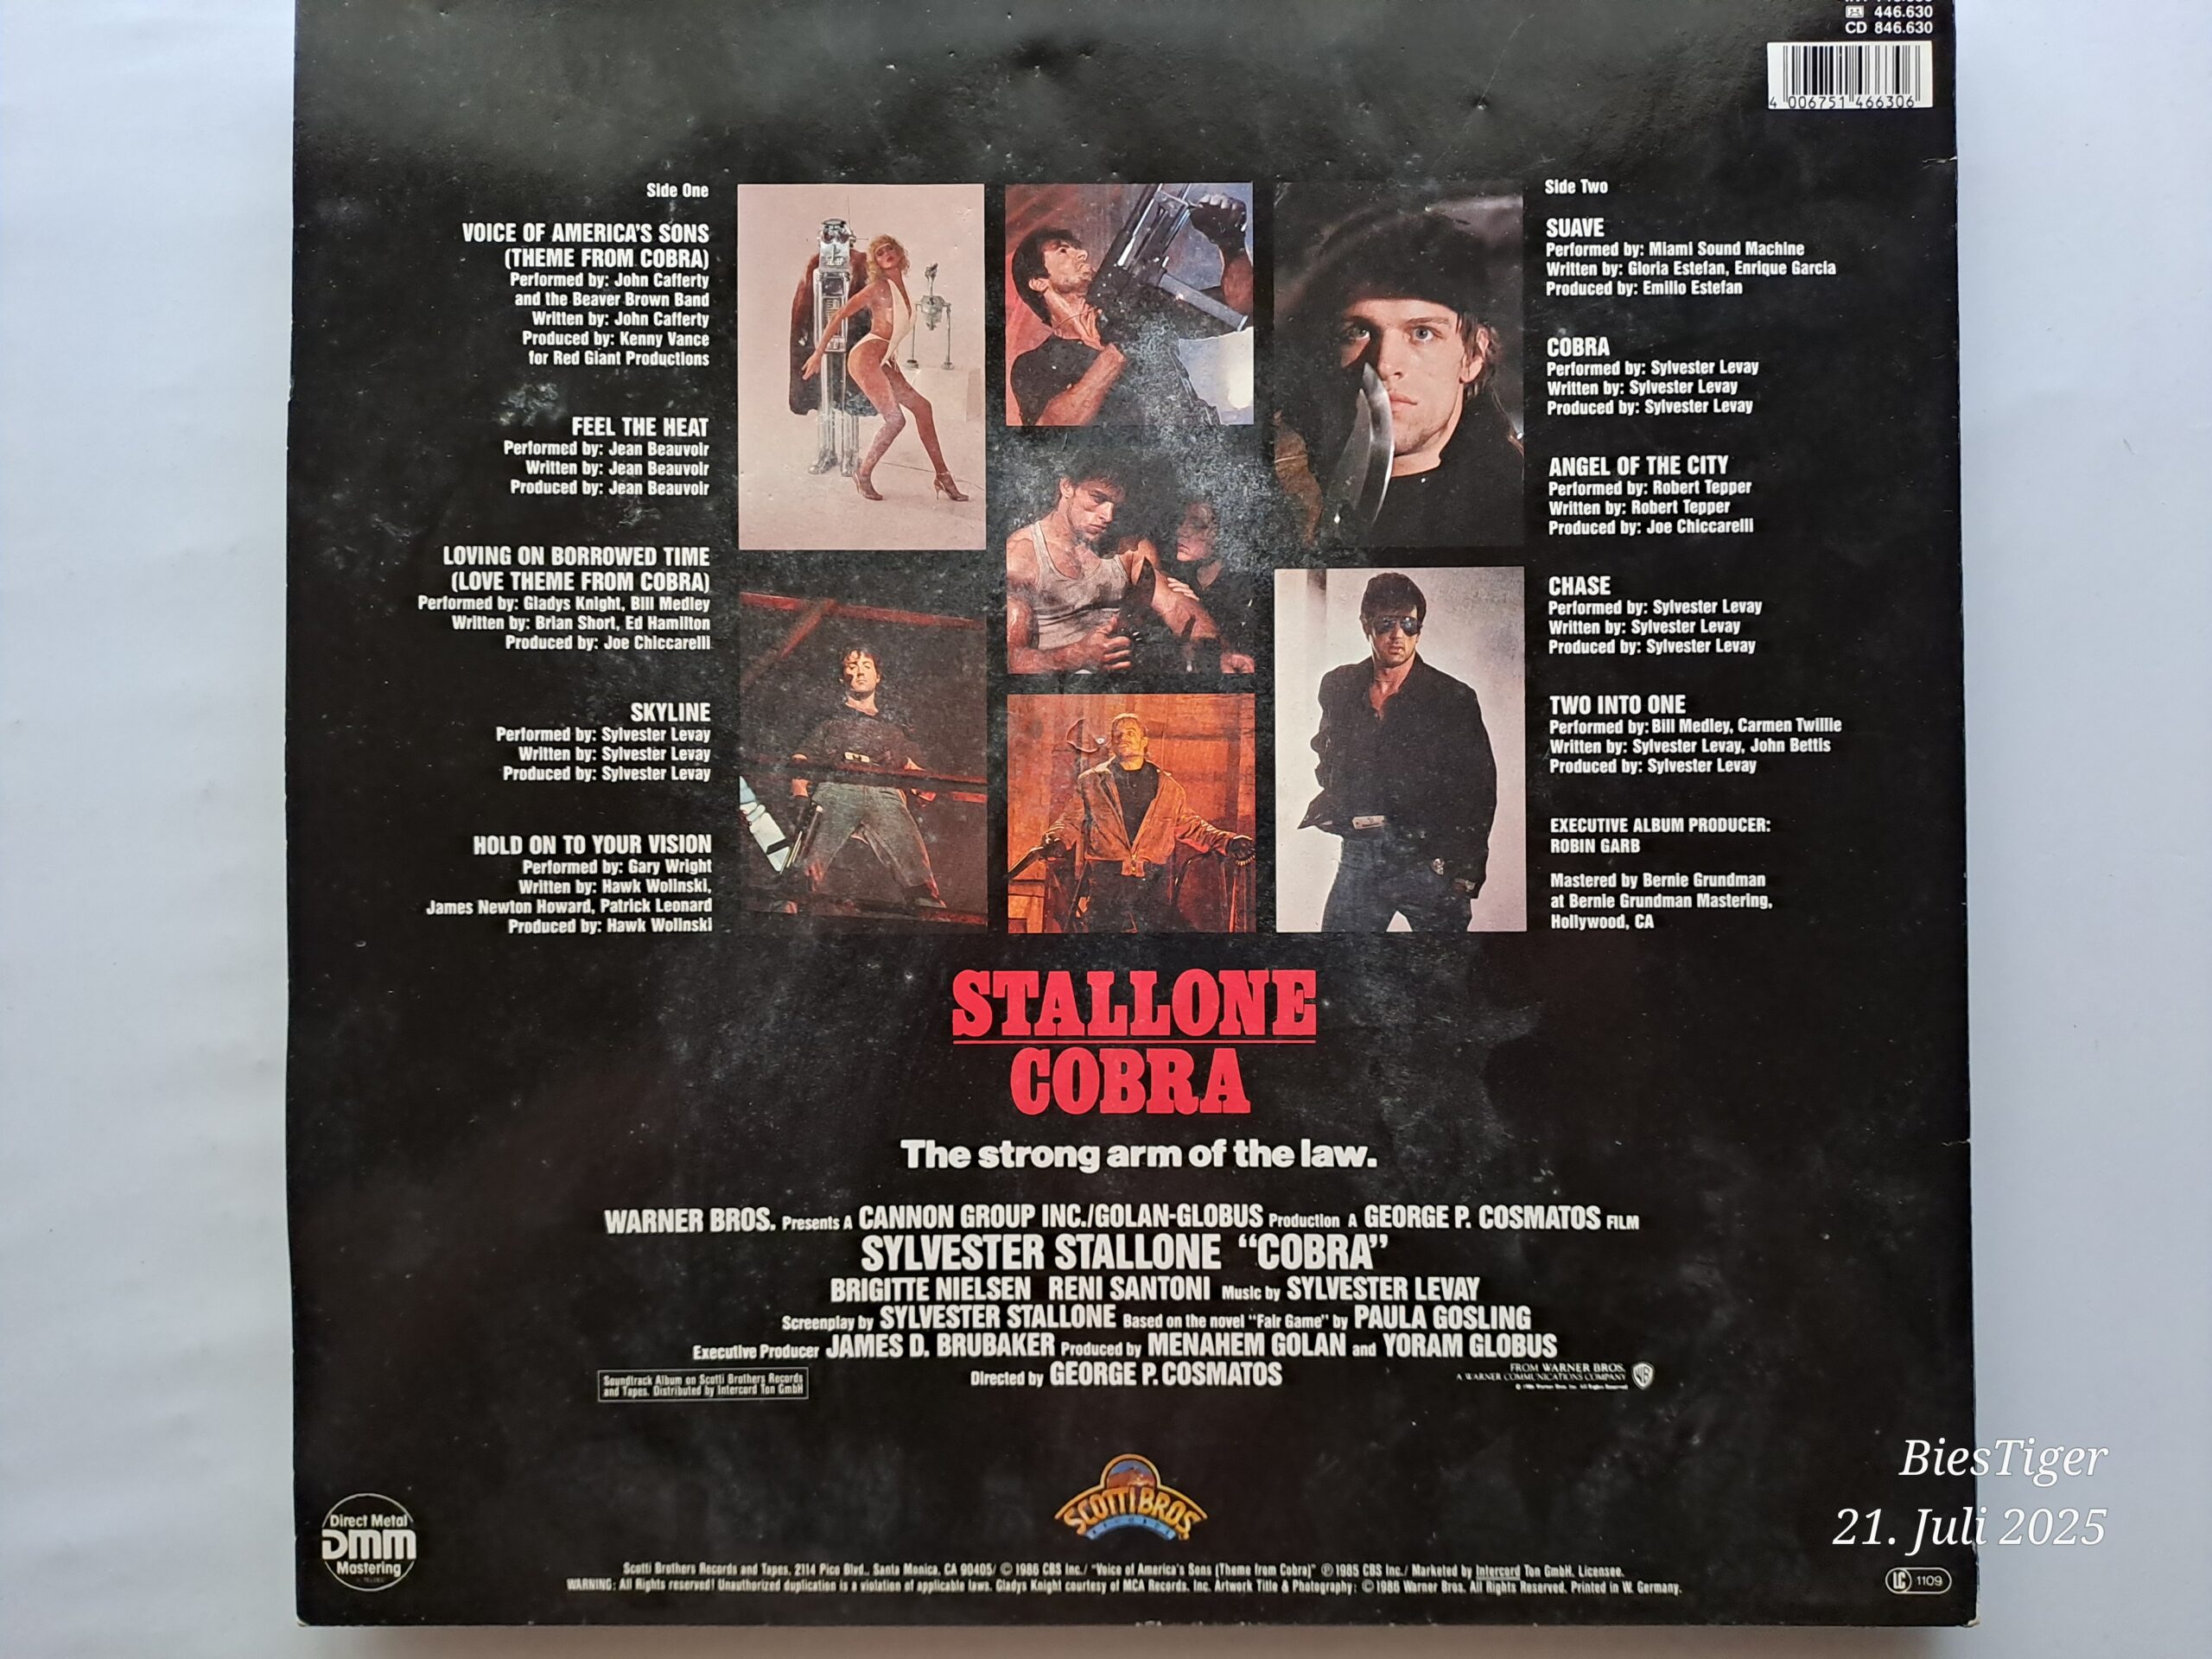 446.630
CD 846.630
4 006751 466306
Side One
VOICE OF AMERICA'S SONS
(THEME FROM COBRA)
Performed by: John Cafferty
and the Beaver Brown Band
Written by: John Cafferty
Produced by: Kenny Vance
for Red Giant Productions
FEEL THE HEAT
Performed by: Jean Beauvoir
Written by: Jean Beauvoir
Produced by: Jean Beauvoir
LOVING ON BORROWED TIME
(LOVE THEME FROM COBRA)
Performed by: Gladys Knight, Bill Medley
Written by: Brian Short, Ed Hamilton
Produced by: Joe Chiccarelli
SKYLINE
Performed by: Sylvester Levay
Written by: Sylvester Levay
Produced by: Sylvester Levay
HOLD ON TO YOUR VISION
Performed by: Gary Wright
Written by: Hawk Wolinski,
James Newton Howard, Patrick Leonard
Produced by: Hawk Wolinski
Side Two
SUAVE
Performed by: Miami Sound Machine
Written by: Gloria Estefan, Enrique Garcia
Produced by: Emilio Estefan
COBRA
Performed by: Sylvester Levay
Written by: Sylvester Levay
Produced by: Sylvester Levay
ANGEL OF THE CITY
Performed by: Robert Tepper
Written by: Robert Tepper
Produced by: Joe Chiccarelli
CHASE
Performed by: Sylvester Levay
Written by: Sylvester Levay
Produced by: Sylvester Levay
TWO INTO ONE
Performed by: Bill Medley, Carmen Twillie
Written by: Sylvester Levay, John Bettis
Produced by: Sylvester Levay
EXECUTIVE ALBUM PRODUCER:
ROBIN GARB
Mastered by Bernie Grundman
at Bernie Grundman Mastering,
Hollywood, CA
STALLONE
COBRA
The strong arm of the law.
WARNER BROS. Presents A CANNON GROUP INC./GOLAN-GLOBUS Production A GEORGE P. COSMATOS FILM
SYLVESTER STALLONE "COBRA"
BRIGITTE NIELSEN RENI SANTONI Music by SYLVESTER LEVAY
Screenplay by SYLVESTER STALLONE Based on the novel "Fair Game" by PAULA GOSLING
Executive Producer JAMES D. BRUBAKER Produced by MENAHEM GOLAN and YORAM GLOBUS
Directed by GEORGE P. COSMATOS
Soundtrack Album on Scotti Brothers Records
and Tapes. Distributed by Intercord Ton GmbH
FROM WARNER BROS.
A WARNER COMMUNICATIONS COMPANY
© 1986 Warner Bros. Inc. All Rights Reserved
SCOTTI BROS.
RECORDS
Direct Metal
DMM
Mastering
Scotti Brothers Records and Tapes, 2114 Pico Blvd., Santa Monica, CA 90405/ © 1986 CBS Inc./ "Voice of America's Sons (Theme from Cobra)" ℗ 1985 CBS Inc./ Marketed by Intercord Ton GmbH, Licensee.
WARNING: All Rights reserved! Unauthorized duplication is a violation of applicable laws. Gladys Knight courtesy of MCA Records, Inc. Artwork Title & Photography: © 1986 Warner Bros. All Rights Reserved. Printed in W. Germany.
LC 1109
BiesTiger
21. Juli 2025